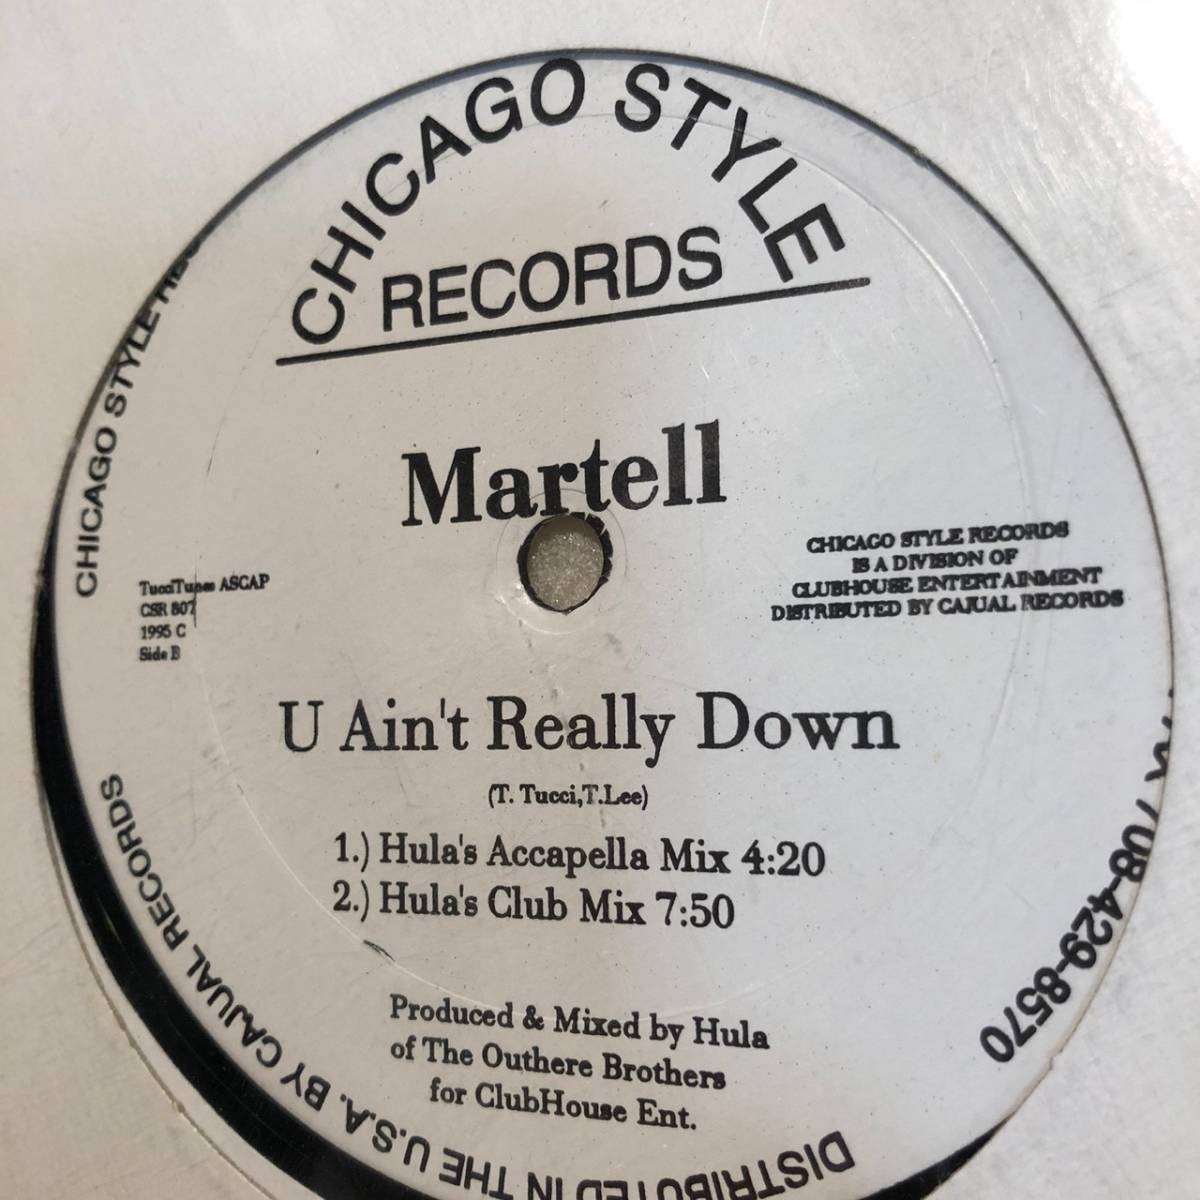 CHICAGO STYLE
RECORDS
Martell
TucciTunes ASCAP
CSR 807
1995 C
Side B
CHICAGO STYLE RECORDS
IS A DIVISION OF
CLUBHOUSE ENTERTAINMENT
DISTRIBUTED BY CAJUAL RECORDS
U Ain't Really Down
(T. Tucci,T.Lee)
1.) Hula's Accapella Mix 4:20
2.) Hula's Club Mix 7:50
Produced & Mixed by Hula
of The Outhere Brothers
for ClubHouse Ent.
CHICAGO STYLE
DISTRIBUTED IN THE U.S.A. BY CAJUAL RECORDS
708-429-8570